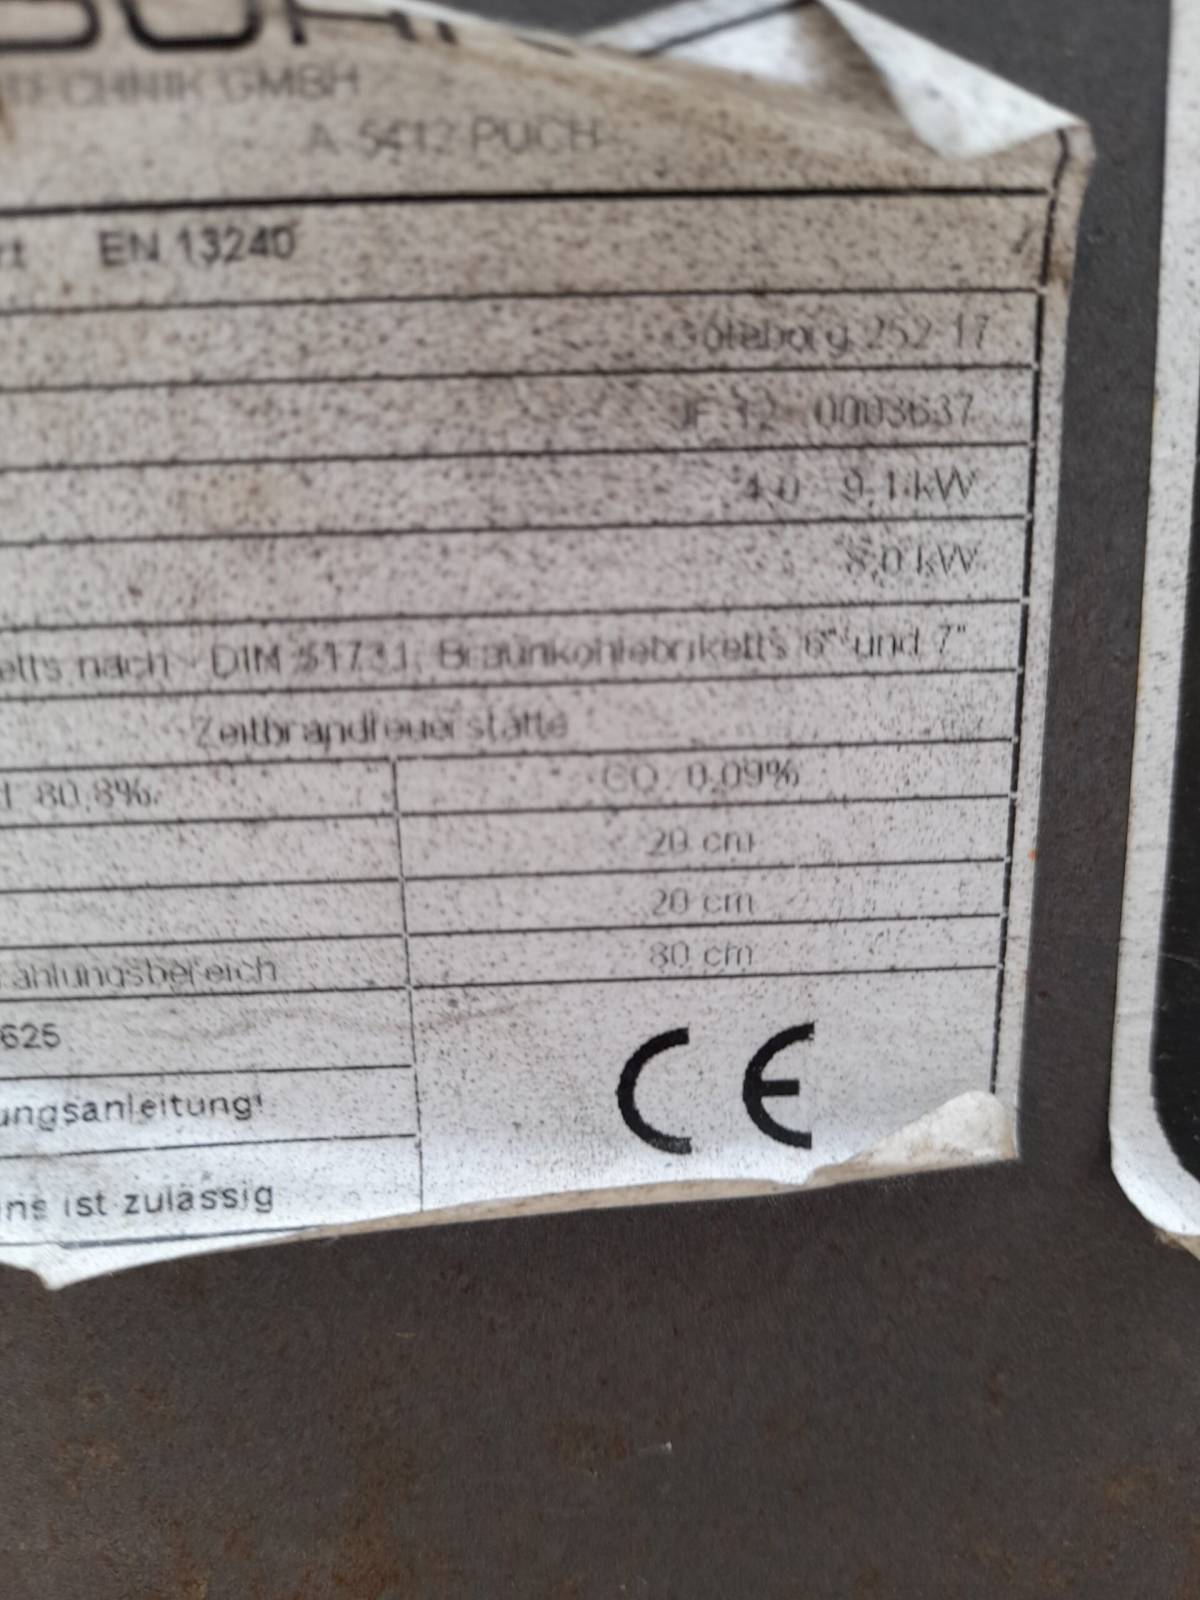 TECHNIK GMBH
A-5412 PUCH
EN 13240
Göteborg 252 17
JF 12 0003637
4.0 9.1 kW
8,0 kW
etts nach DIN 51731, Braunkohlebriketts 6" und 7"
Zeitbrandfeuerstätte
80.8%
CO 0.09%
20 cm
20 cm
ahlungsbereich
80 cm
625
ungsanleitung!
CE
ns ist zulässig